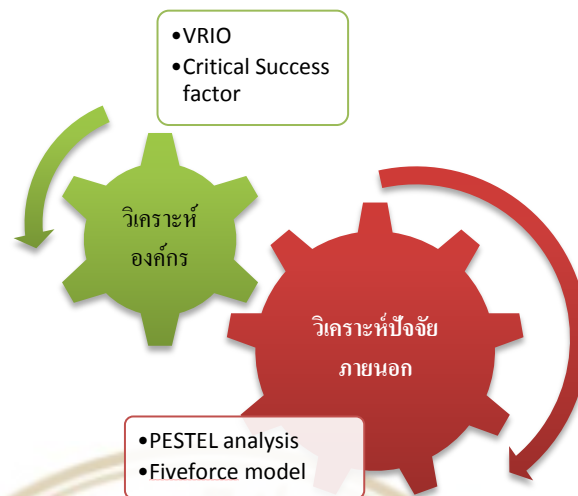 •VRIO
•Critical Success
factor
วิเคราะห์
องค์กร
วิเคราะห์ปัจจัย
ภายนอก
•PESTEL analysis
•Fiveforce model